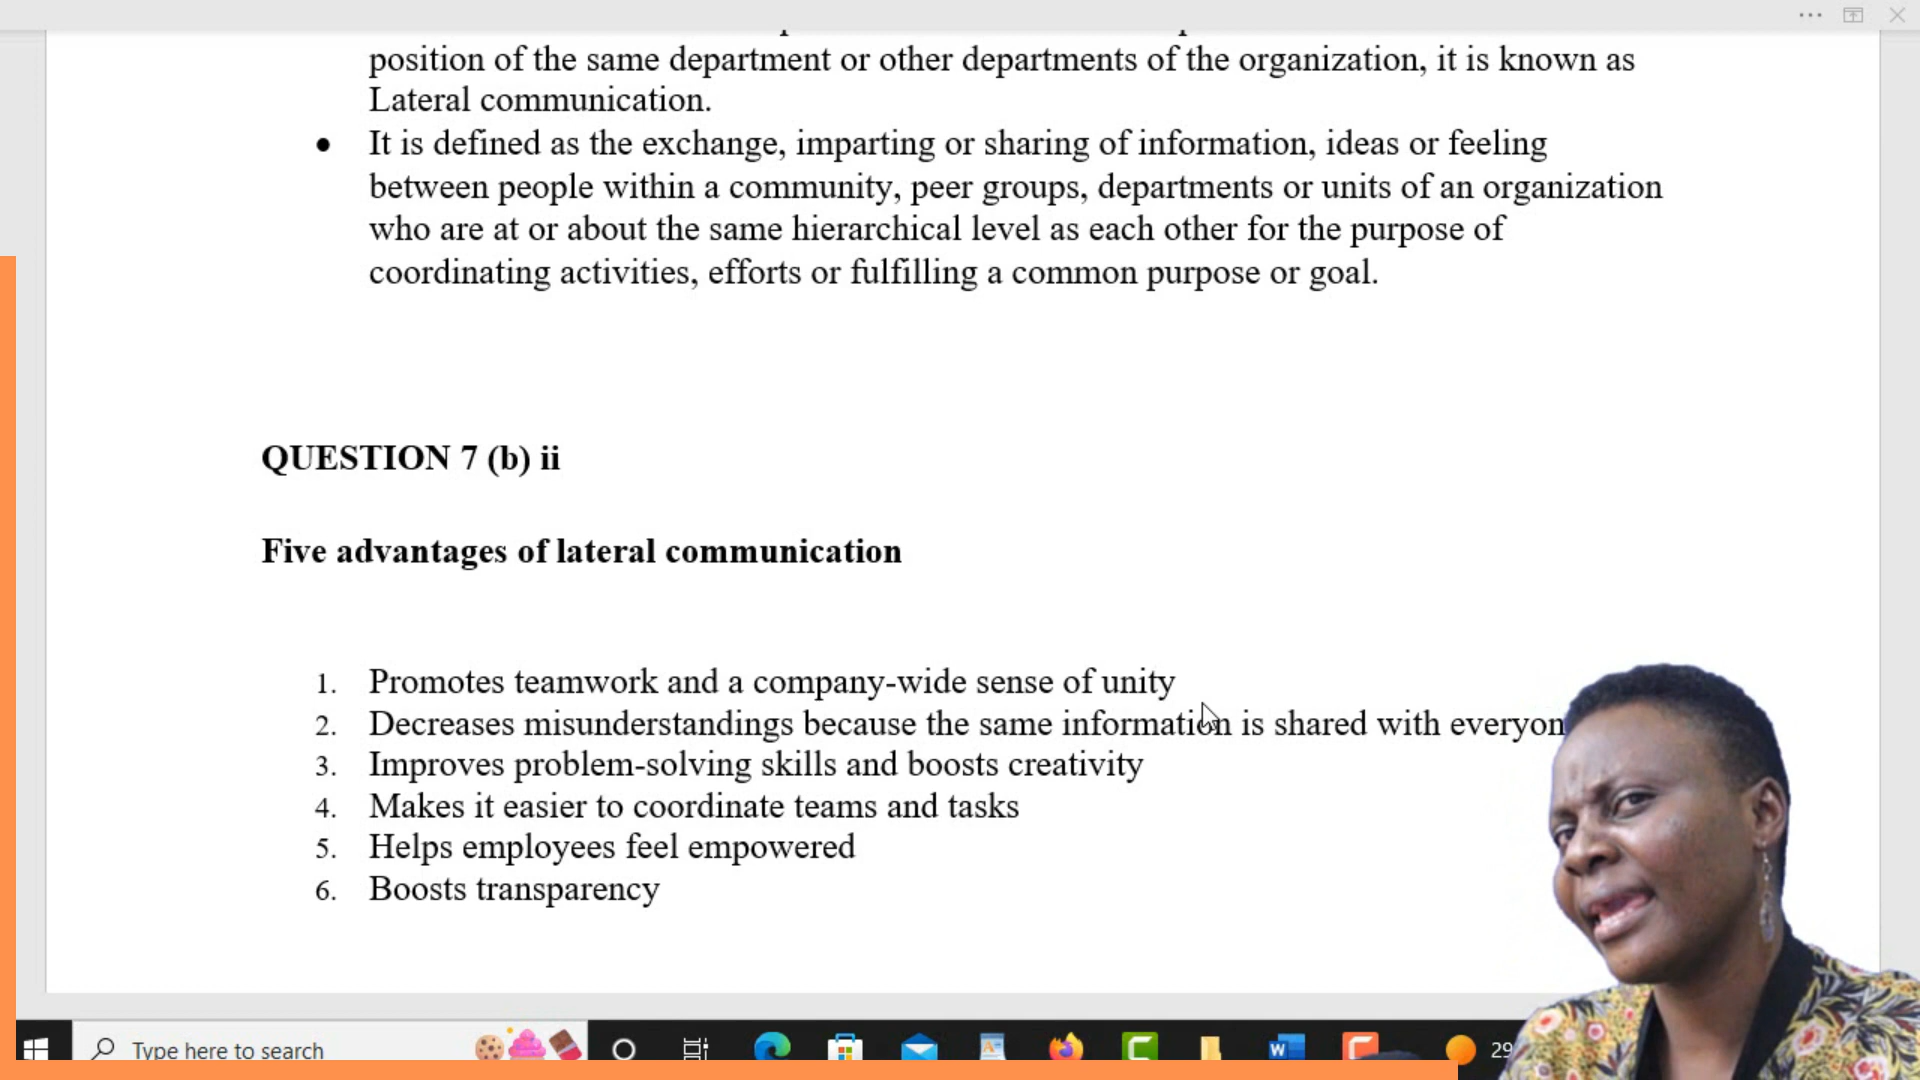 position of the same department or other departments of the organization, it is known as
Lateral communication.
• It is defined as the exchange, imparting or sharing of information, ideas or feeling
between people within a community, peer groups, departments or units of an organization
who are at or about the same hierarchical level as each other for the purpose of
coordinating activities, efforts or fulfilling a common purpose or goal.
QUESTION 7 (b) ii
Five advantages of lateral communication
1. Promotes teamwork and a company-wide sense of unity
2. Decreases misunderstandings because the same information is shared with everyon
3. Improves problem-solving skills and boosts creativity
4. Makes it easier to coordinate teams and tasks
5. Helps employees feel empowered
6. Boosts transparency
Type here to search
29